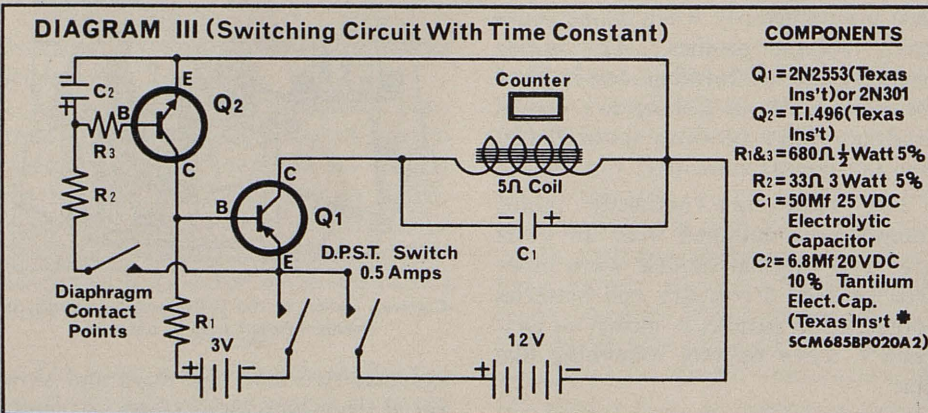 DIAGRAM III (Switching Circuit With Time Constant)
COMPONENTS
Q1=2N2553(Texas
Ins't)or 2N301
Q2=T.I.496(Texas
Ins't)
R1&3=680Ω ½ Watt 5%
R2=33Ω 3 Watt 5%
C1=50Mf 25 VDC
Electrolytic
Capacitor
C2=6.8Mf 20VDC
10% Tantilum
Elect.Cap.
(Texas Ins't *
SCM685BP020A2)
− C2 +
E
B
Q2
R3
C
R2
Counter
5Ω Coil
C
B
Q1
E
− +
C1
D.P.S.T. Switch
0.5 Amps
Diaphragm
Contact
Points
R1
3V
+ −
12V
+ −